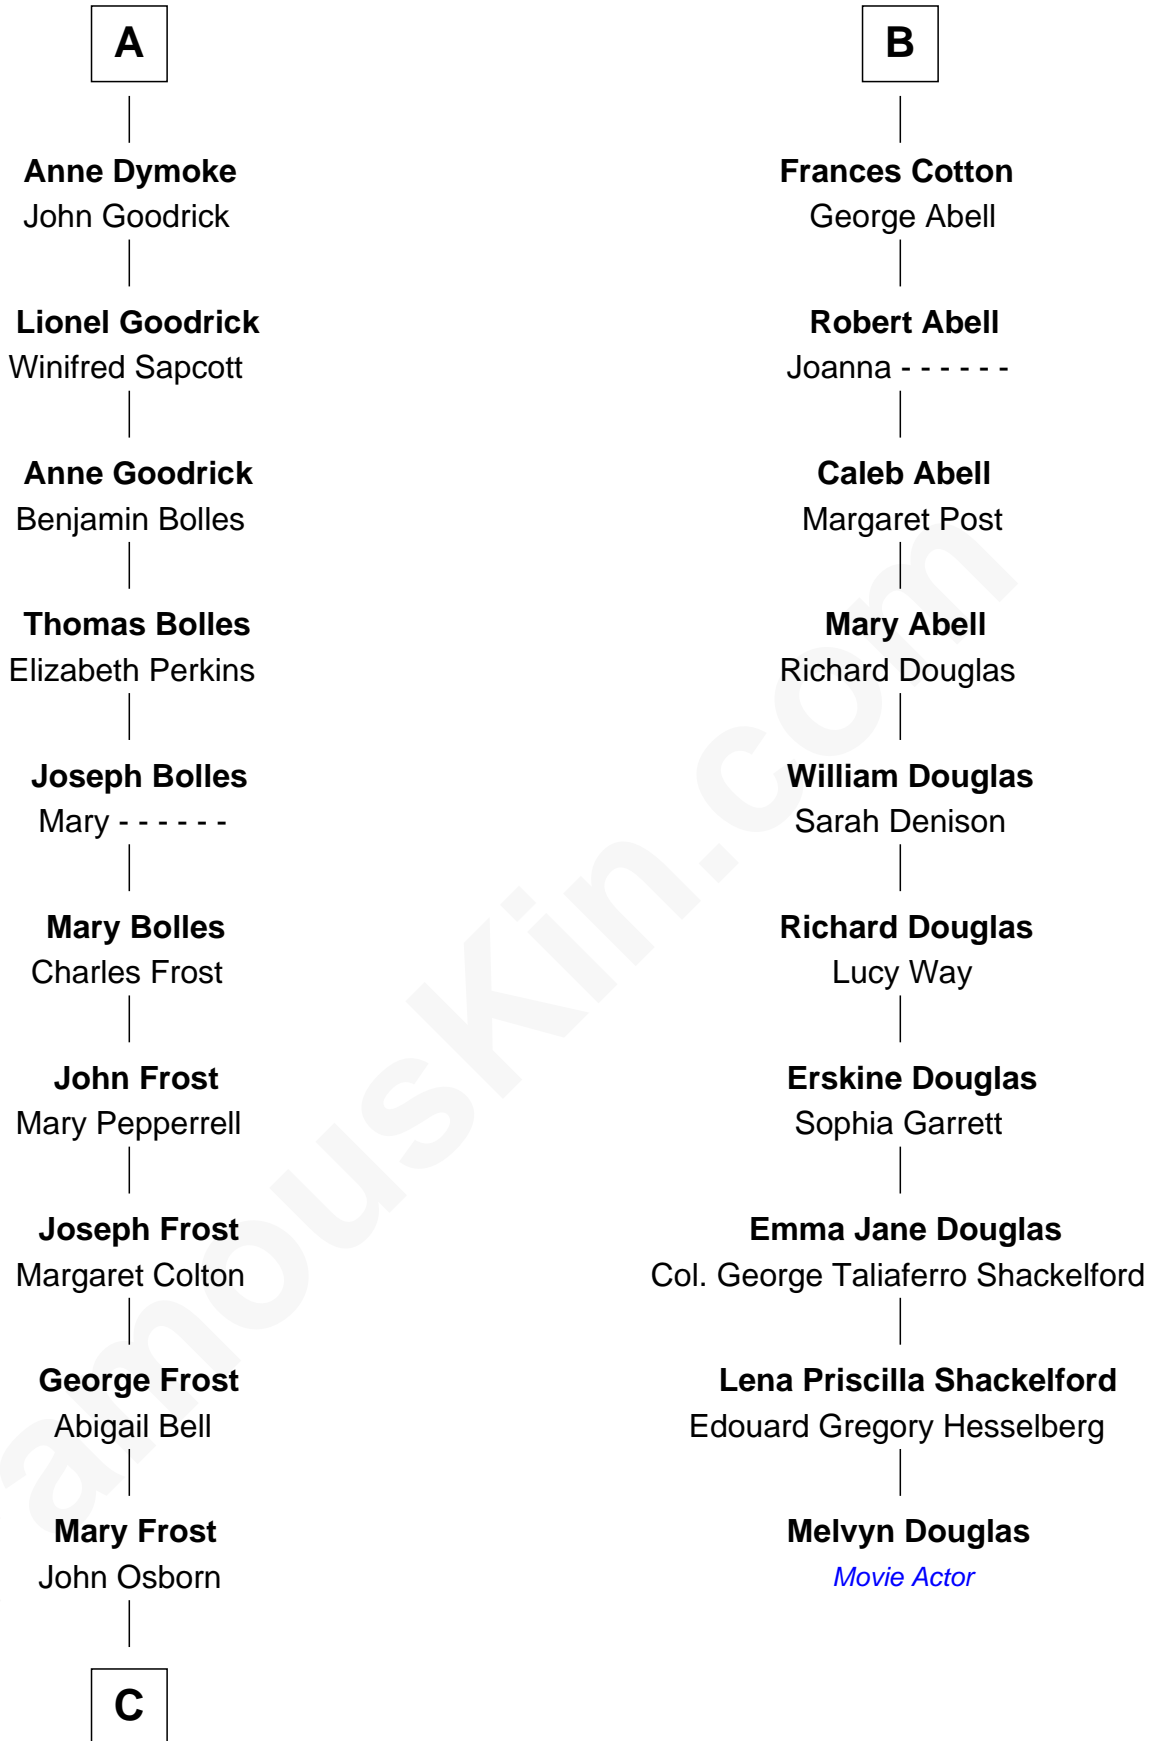 A
Anne Dymoke
John Goodrick
Lionel Goodrick
Winifred Sapcott
Anne Goodrick
Benjamin Bolles
Thomas Bolles
Elizabeth Perkins
Joseph Bolles
Mary - - - - - -
Mary Bolles
Charles Frost
John Frost
Mary Pepperrell
Joseph Frost
Margaret Colton
George Frost
Abigail Bell
Mary Frost
John Osborn
C
B
Frances Cotton
George Abell
Robert Abell
Joanna - - - - - -
Caleb Abell
Margaret Post
Mary Abell
Richard Douglas
William Douglas
Sarah Denison
Richard Douglas
Lucy Way
Erskine Douglas
Sophia Garrett
Emma Jane Douglas
Col. George Taliaferro Shackelford
Lena Priscilla Shackelford
Edouard Gregory Hesselberg
Melvyn Douglas
Movie Actor
amousKin.com